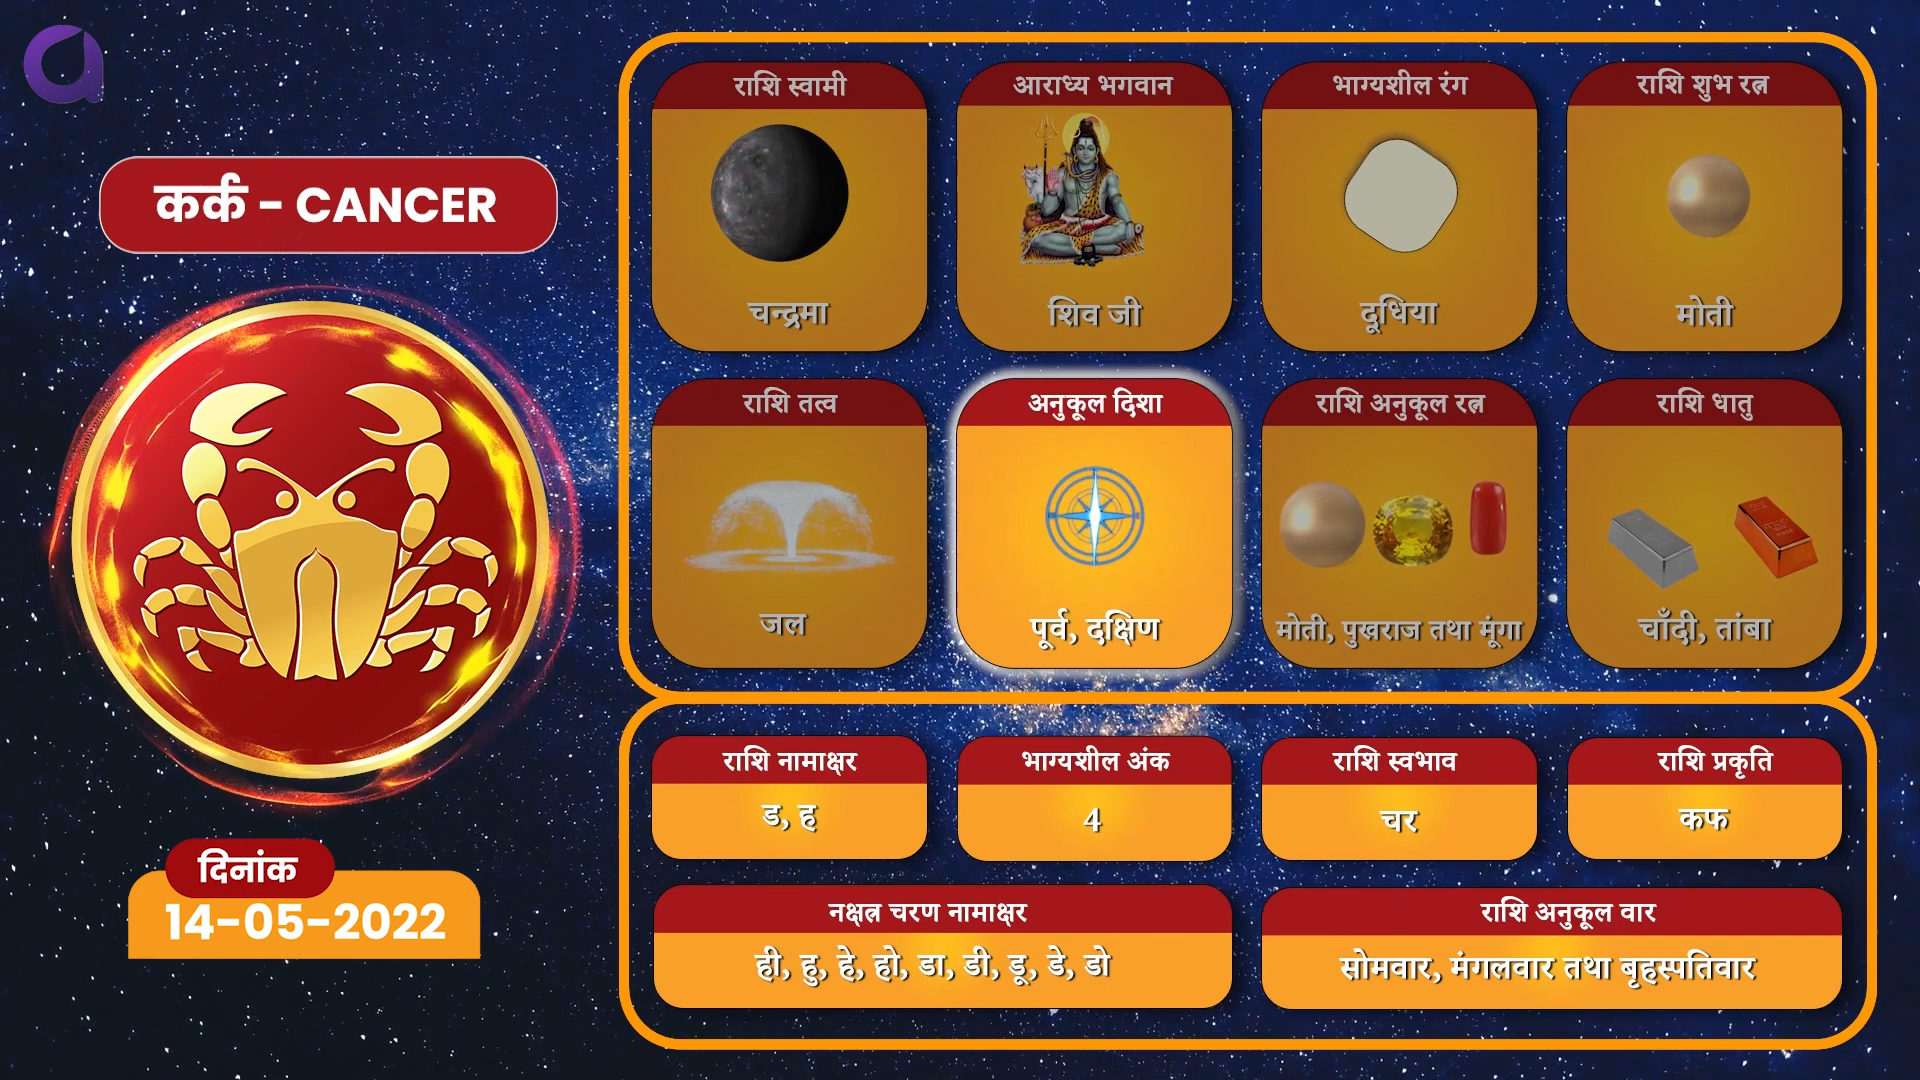 कर्क - CANCER
दिनांक
14-05-2022
राशि स्वामी
चन्द्रमा
आराध्य भगवान
शिव जी
भाग्यशील रंग
दूधिया
राशि शुभ रत्न
मोती
राशि तत्व
जल
अनुकूल दिशा
पूर्व, दक्षिण
राशि अनुकूल रत्न
मोती, पुखराज तथा मूंगा
राशि धातु
चाँदी, तांबा
राशि नामाक्षर
ड, ह
भाग्यशील अंक
4
राशि स्वभाव
चर
राशि प्रकृति
कफ
नक्षत्र चरण नामाक्षर
ही, हु, हे, हो, डा, डी, डू, डे, डो
राशि अनुकूल वार
सोमवार, मंगलवार तथा बृहस्पतिवार